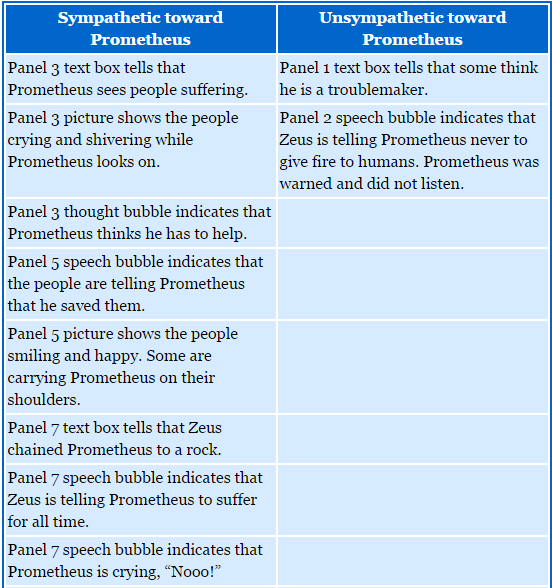 Sympathetic toward
Prometheus
Unsympathetic toward
Prometheus
Panel 3 text box tells that
Prometheus sees people suffering.
Panel 1 text box tells that some think
he is a troublemaker.
Panel 3 picture shows the people
crying and shivering while
Prometheus looks on.
Panel 2 speech bubble indicates that
Zeus is telling Prometheus never to
give fire to humans. Prometheus was
warned and did not listen.
Panel 3 thought bubble indicates that
Prometheus thinks he has to help.
Panel 5 speech bubble indicates that
the people are telling Prometheus
that he saved them.
Panel 5 picture shows the people
smiling and happy. Some are
carrying Prometheus on their
shoulders.
Panel 7 text box tells that Zeus
chained Prometheus to a rock.
Panel 7 speech bubble indicates that
Zeus is telling Prometheus to suffer
for all time.
Panel 7 speech bubble indicates that
Prometheus is crying, “Nooo!”